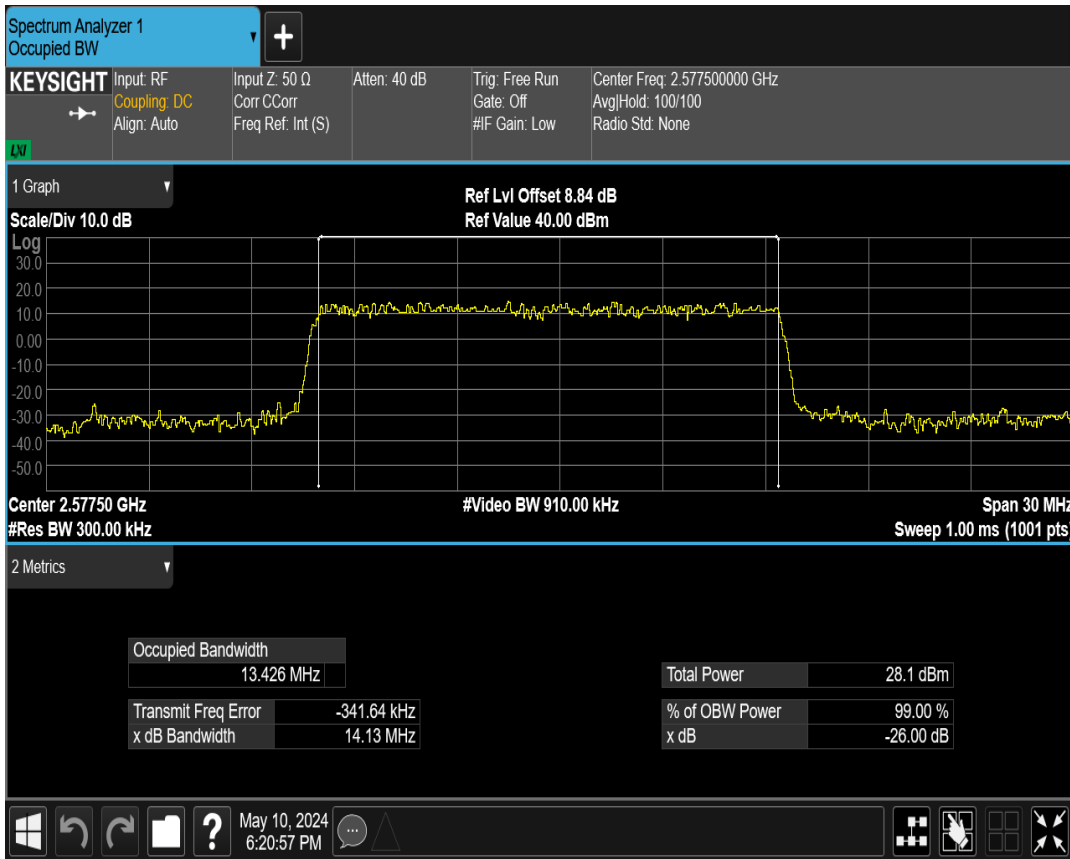 Spectrum Analyzer 1
Occupied BW
KEYSIGHT
LXI
Input: RF
Coupling: DC
Align: Auto
Input Z: 50 Ω
Corr CCorr
Freq Ref: Int (S)
Atten: 40 dB
Trig: Free Run
Gate: Off
#IF Gain: Low
Center Freq: 2.577500000 GHz
Avg|Hold: 100/100
Radio Std: None
1 Graph
Ref Lvl Offset 8.84 dB
Scale/Div 10.0 dB
Ref Value 40.00 dBm
Log
30.0
20.0
10.0
0.00
-10.0
-20.0
-30.0
-40.0
-50.0
Center 2.57750 GHz
#Video BW 910.00 kHz
Span 30 MHz
#Res BW 300.00 kHz
Sweep 1.00 ms (1001 pts)
2 Metrics
Occupied Bandwidth
13.426 MHz
Total Power 28.1 dBm
Transmit Freq Error -341.64 kHz
% of OBW Power 99.00 %
x dB Bandwidth 14.13 MHz
x dB -26.00 dB
May 10, 2024
6:20:57 PM